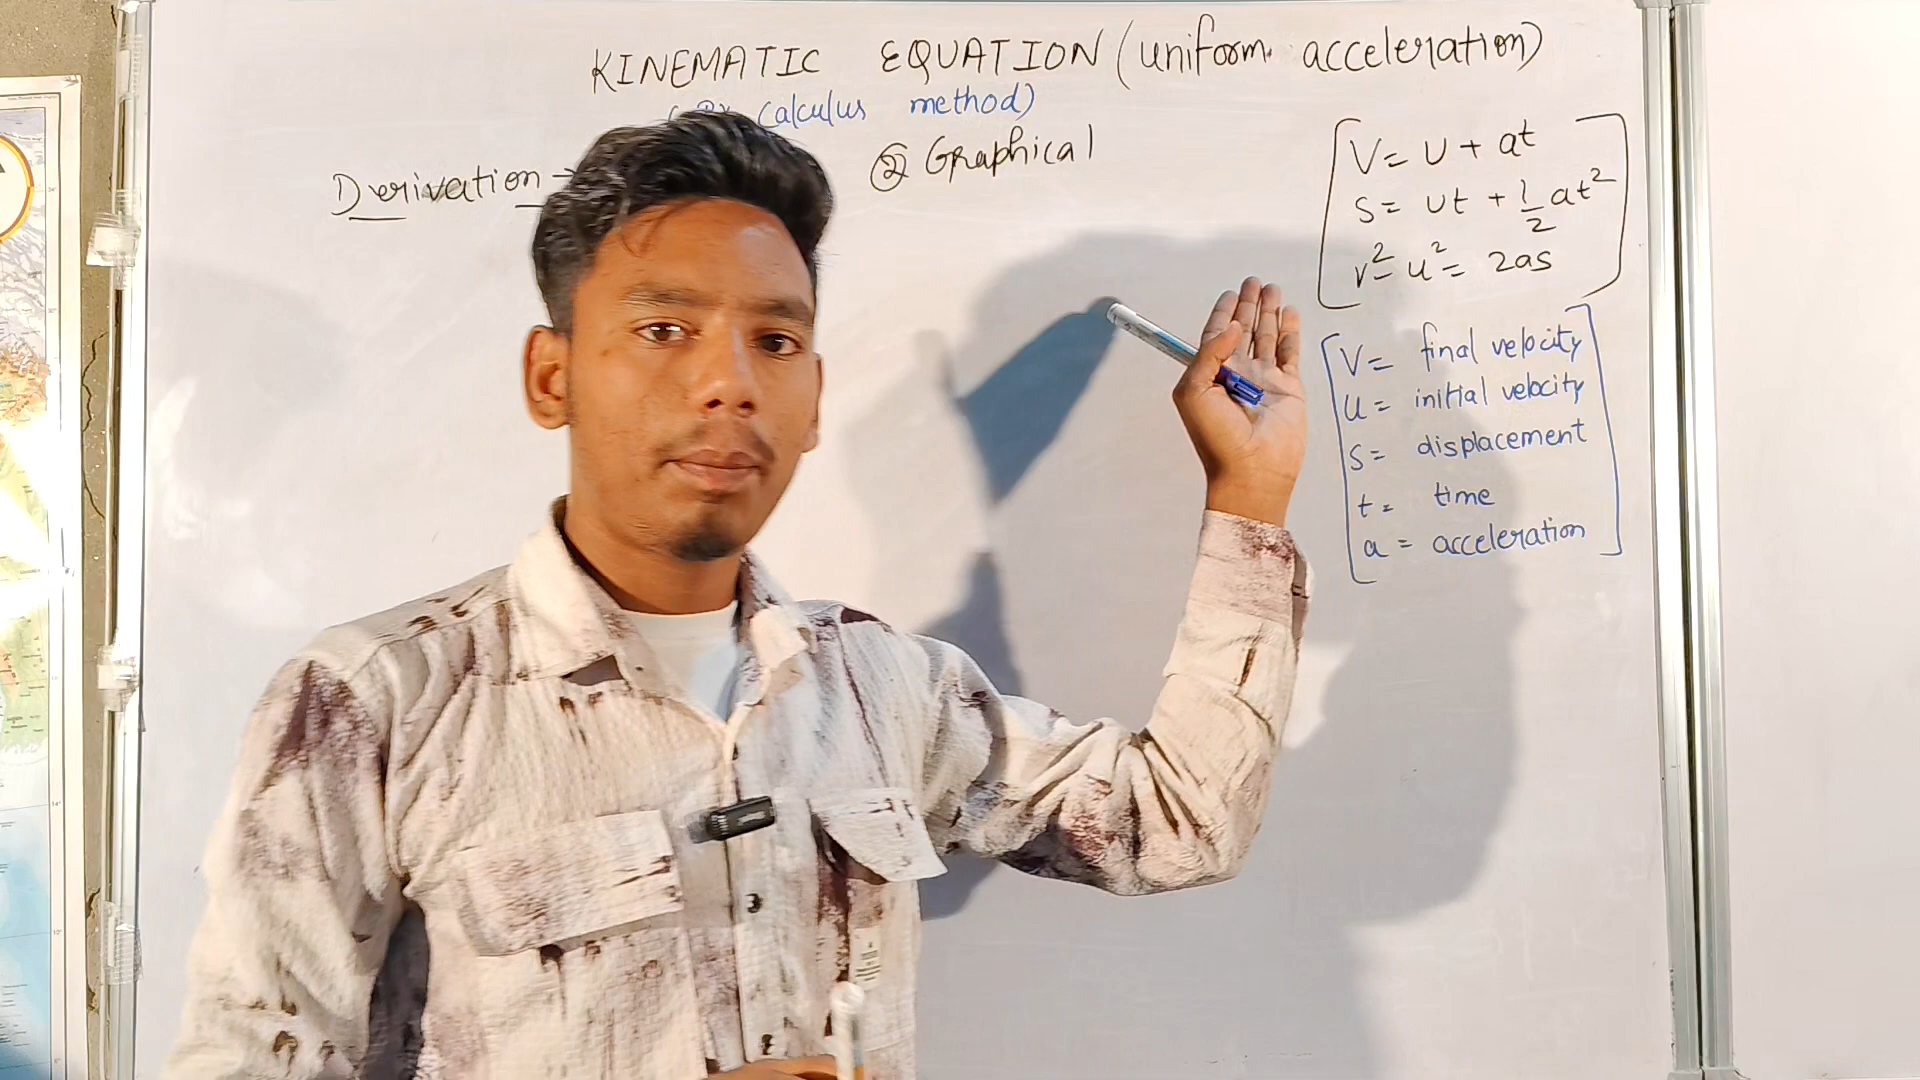 KINEMATIC EQUATION (uniform acceleration)
calculus method)
Derivation → ② Graphical
V = U + at
S = ut + 1/2 at²
v² - u² = 2as
V = final velocity
U = initial velocity
S = displacement
t = time
a = acceleration